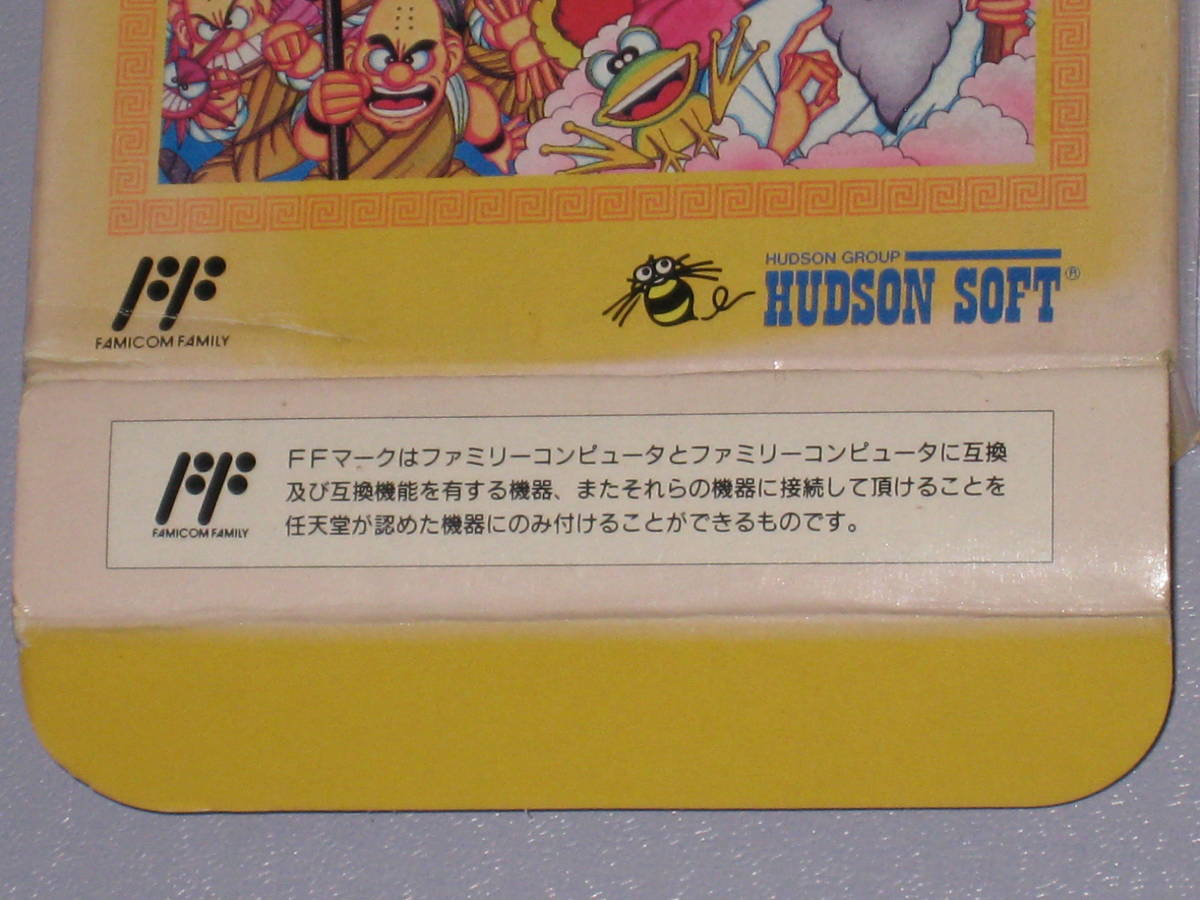 FF
FAMICOM FAMILY
HUDSON GROUP
HUDSON SOFT®
FF
FAMICOM FAMILY
FFマークはファミリーコンピュータとファミリーコンピュータに互換
及び互換機能を有する機器、またそれらの機器に接続して頂けることを
任天堂が認めた機器にのみ付けることができるものです。